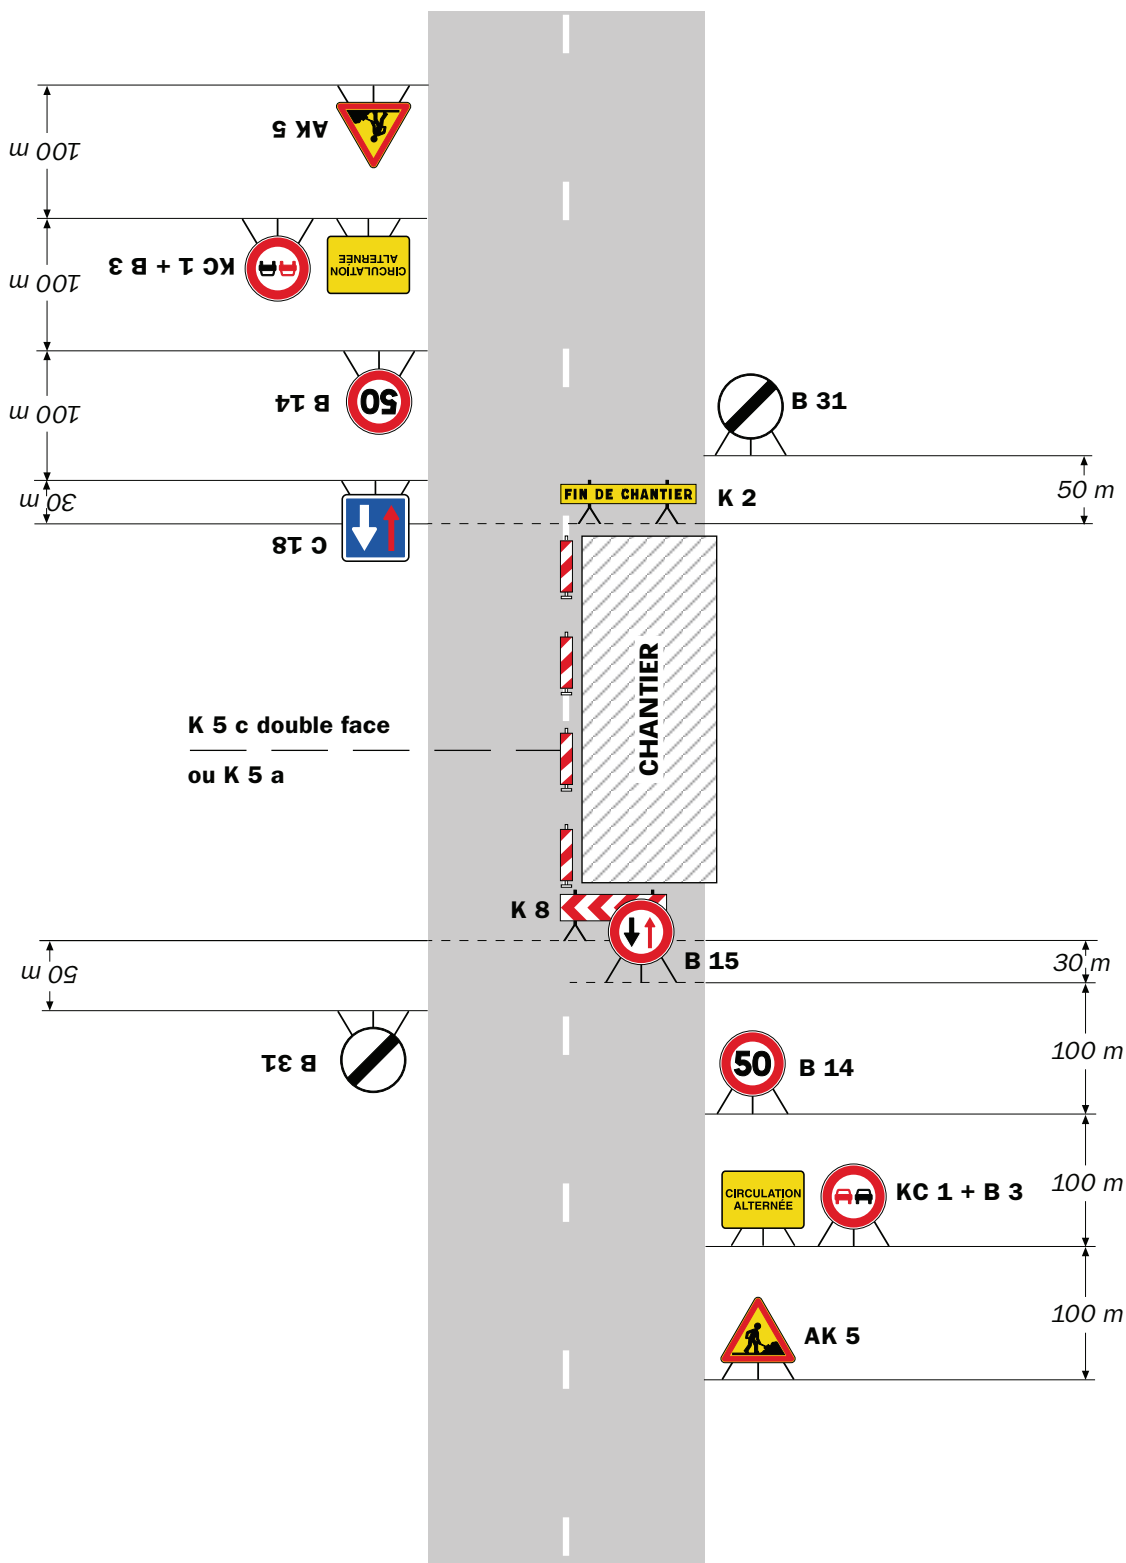 AK 5
100 m
KC 1 + B 3
CIRCULATION
ALTERNÉE
100 m
B 14
50
100 m
B 31
30 m
C 18
FIN DE CHANTIER
K 2
50 m
CHANTIER
K 5 c double face
ou K 5 a
K 8
B 15
30 m
50 m
B 31
50
B 14
100 m
CIRCULATION
ALTERNÉE
KC 1 + B 3
100 m
AK 5
100 m